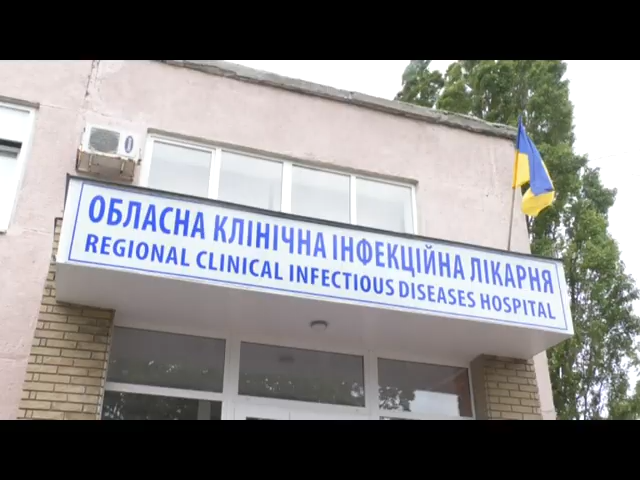 ОБЛАСНА КЛІНІЧНА ІНФЕКЦІЙНА ЛІКАРНЯ
REGIONAL CLINICAL INFECTIOUS DISEASES HOSPITAL